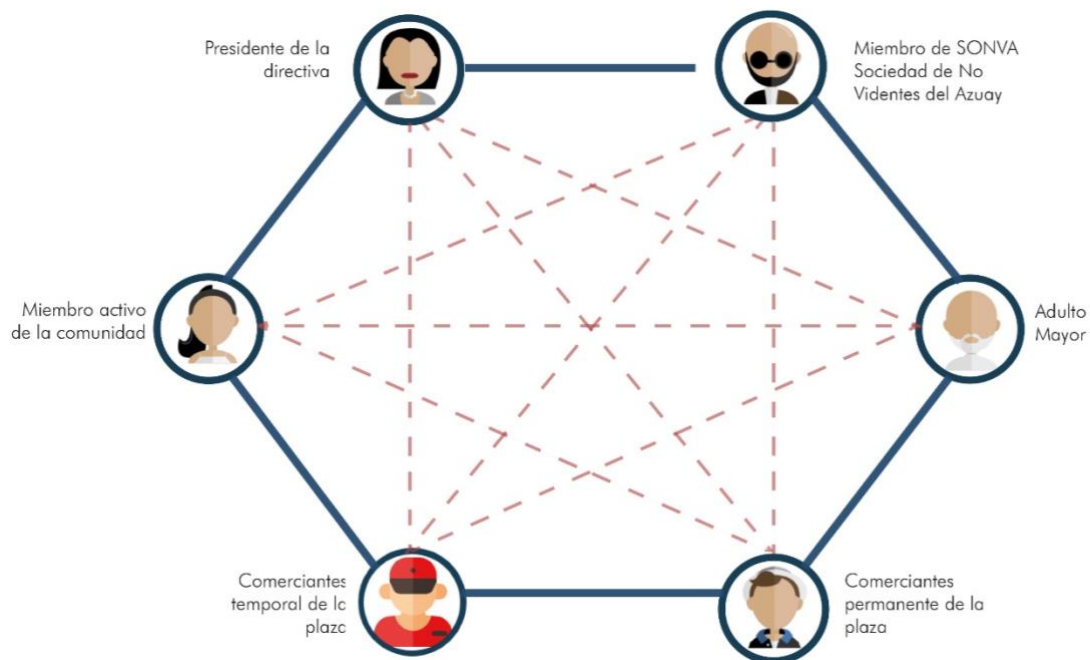 Presidente de la
directiva
Miembro de SONVA
Sociedad de No
Videntes del Azuay
Miembro activo
de la comunidad
Adulto
Mayor
Comerciantes
temporal de la
plaza
Comerciantes
permanente de la
plaza